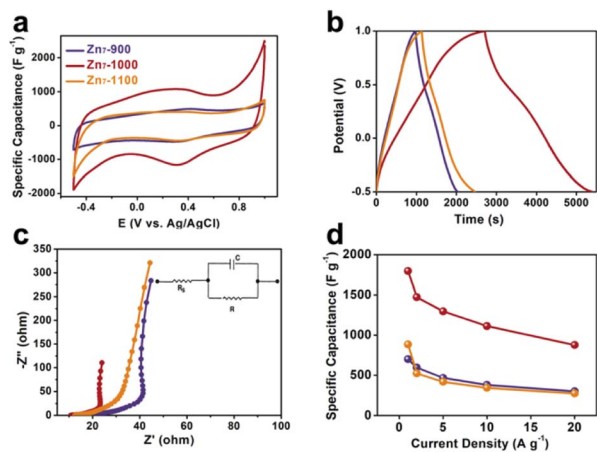 a
Specific Capacitance (F g⁻¹)
2000
1000
0
-1000
-2000
Zn₇-900
Zn₇-1000
Zn₇-1100
-0.4 0.0 0.4 0.8
E (V vs. Ag/AgCl)
b
Potential (V)
1.0
0.5
0.0
-0.5
0 1000 2000 3000 4000 5000
Time (s)
c
-Z'' (ohm)
350
300
250
200
150
100
50
0
C
Rs
R
20 40 60 80 100
Z' (ohm)
d
Specific Capacitance (F g⁻¹)
2000
1500
1000
500
0
0 5 10 15 20
Current Density (A g⁻¹)